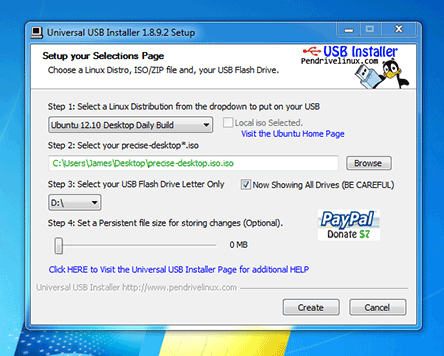 Universal USB Installer 1.8.9.2 Setup
Setup your Selections Page
Choose a Linux Distro, ISO/ZIP file and, your USB Flash Drive.
USB Installer
Pendrivelinux.com
Step 1: Select a Linux Distribution from the dropdown to put on your USB
Ubuntu 12.10 Desktop Daily Build
Local iso Selected.
Visit the Ubuntu Home Page
Step 2: Select your precise-desktop*.iso
C:\Users\James\Desktop\precise-desktop.iso.iso
Browse
Step 3: Select your USB Flash Drive Letter Only
Now Showing All Drives (BE CAREFUL)
D:\
Step 4: Set a Persistent file size for storing changes (Optional).
PayPal
Donate $7
0 MB
Click HERE to Visit the Universal USB Installer Page for additional HELP
Universal USB Installer http://www.pendrivelinux.com
Create
Cancel